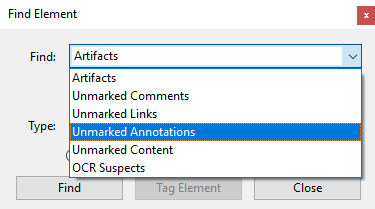 Find Element
x
Find: Artifacts
Artifacts
Unmarked Comments
Unmarked Links
Type: Unmarked Annotations
Unmarked Content
OCR Suspects
Find Tag Element Close